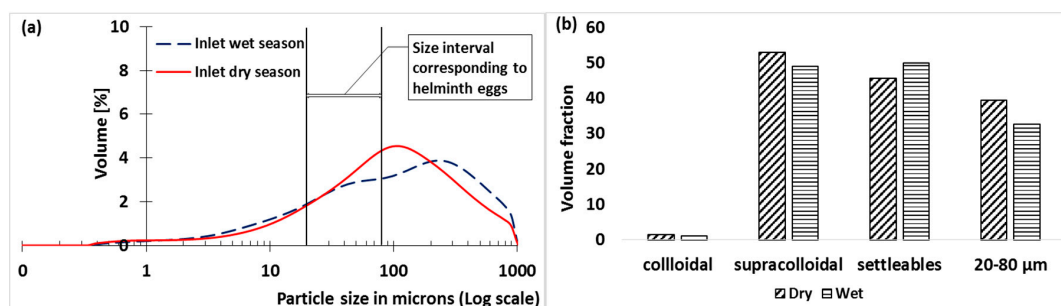 (a)
Volume [%]
10
8
6
4
2
0
Inlet wet season
Inlet dry season
Size interval
corresponding to
helminth eggs
0 1 10 100 1000
Particle size in microns (Log scale)
(b)
Volume fraction
60
50
40
30
20
10
0
collloidal supracolloidal settleables 20-80 µm
Dry Wet